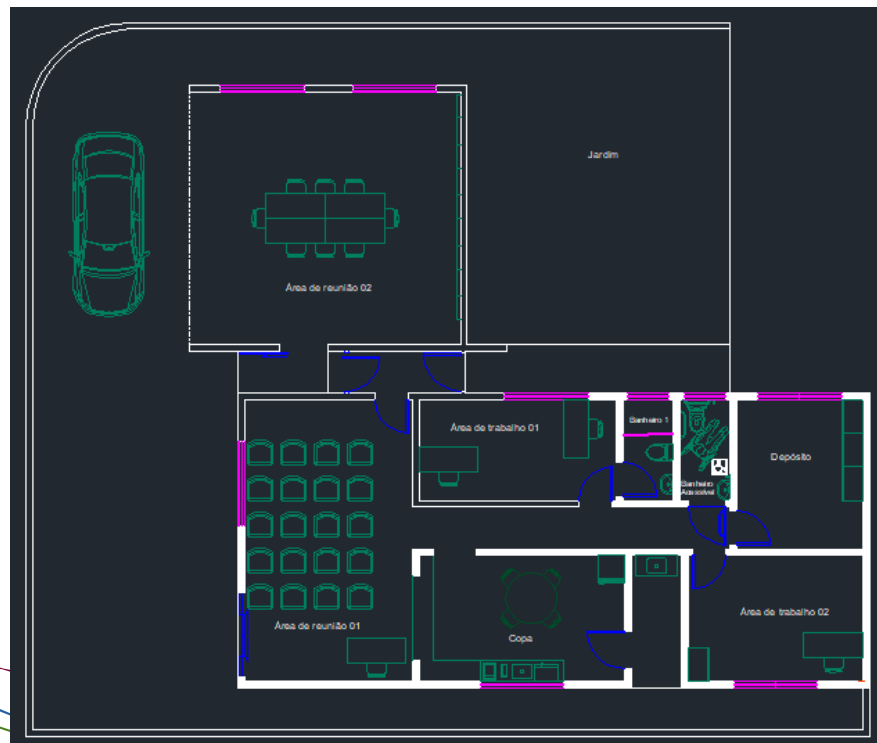 Jardim
Área de reunião 02
Área de trabalho 01
Banheiro 1
Depósito
Banheiro
Acessível
Área de trabalho 02
Área de reunião 01
Copa